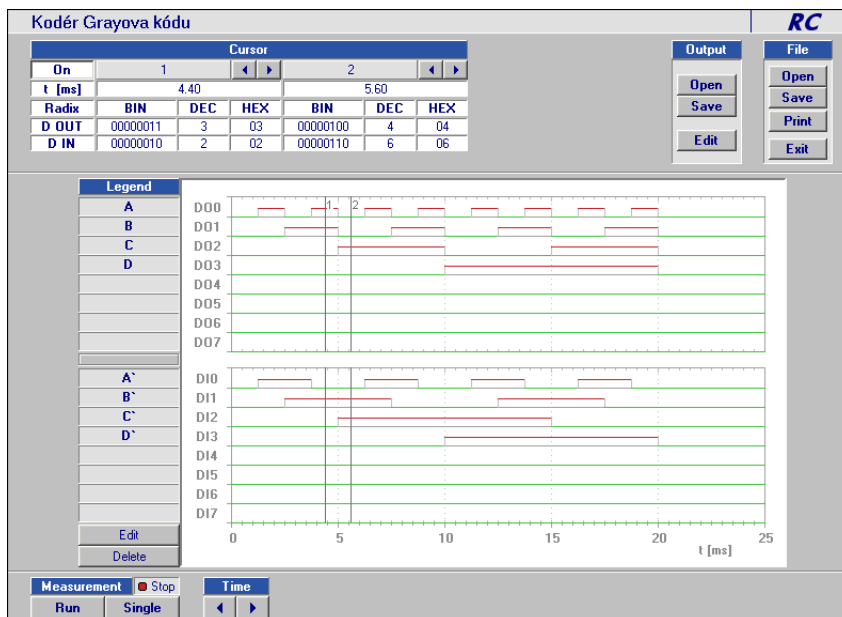 Kodér Grayova kódu RC
Cursor Output File
On 1 2
t [ms] 4.40 5.60
Radix BIN DEC HEX BIN DEC HEX
D OUT 00000011 3 03 00000100 4 04
D IN 00000010 2 02 00000110 6 06
Open
Save
Edit
Open
Save
Print
Exit
Legend
A DO0 1 2
B DO1
C DO2
D DO3
DO4
DO5
DO6
DO7
A` DI0
B` DI1
C` DI2
D` DI3
DI4
DI5
DI6
DI7
Edit
Delete
0 5 10 15 20 25
t [ms]
Measurement Stop Time
Run Single